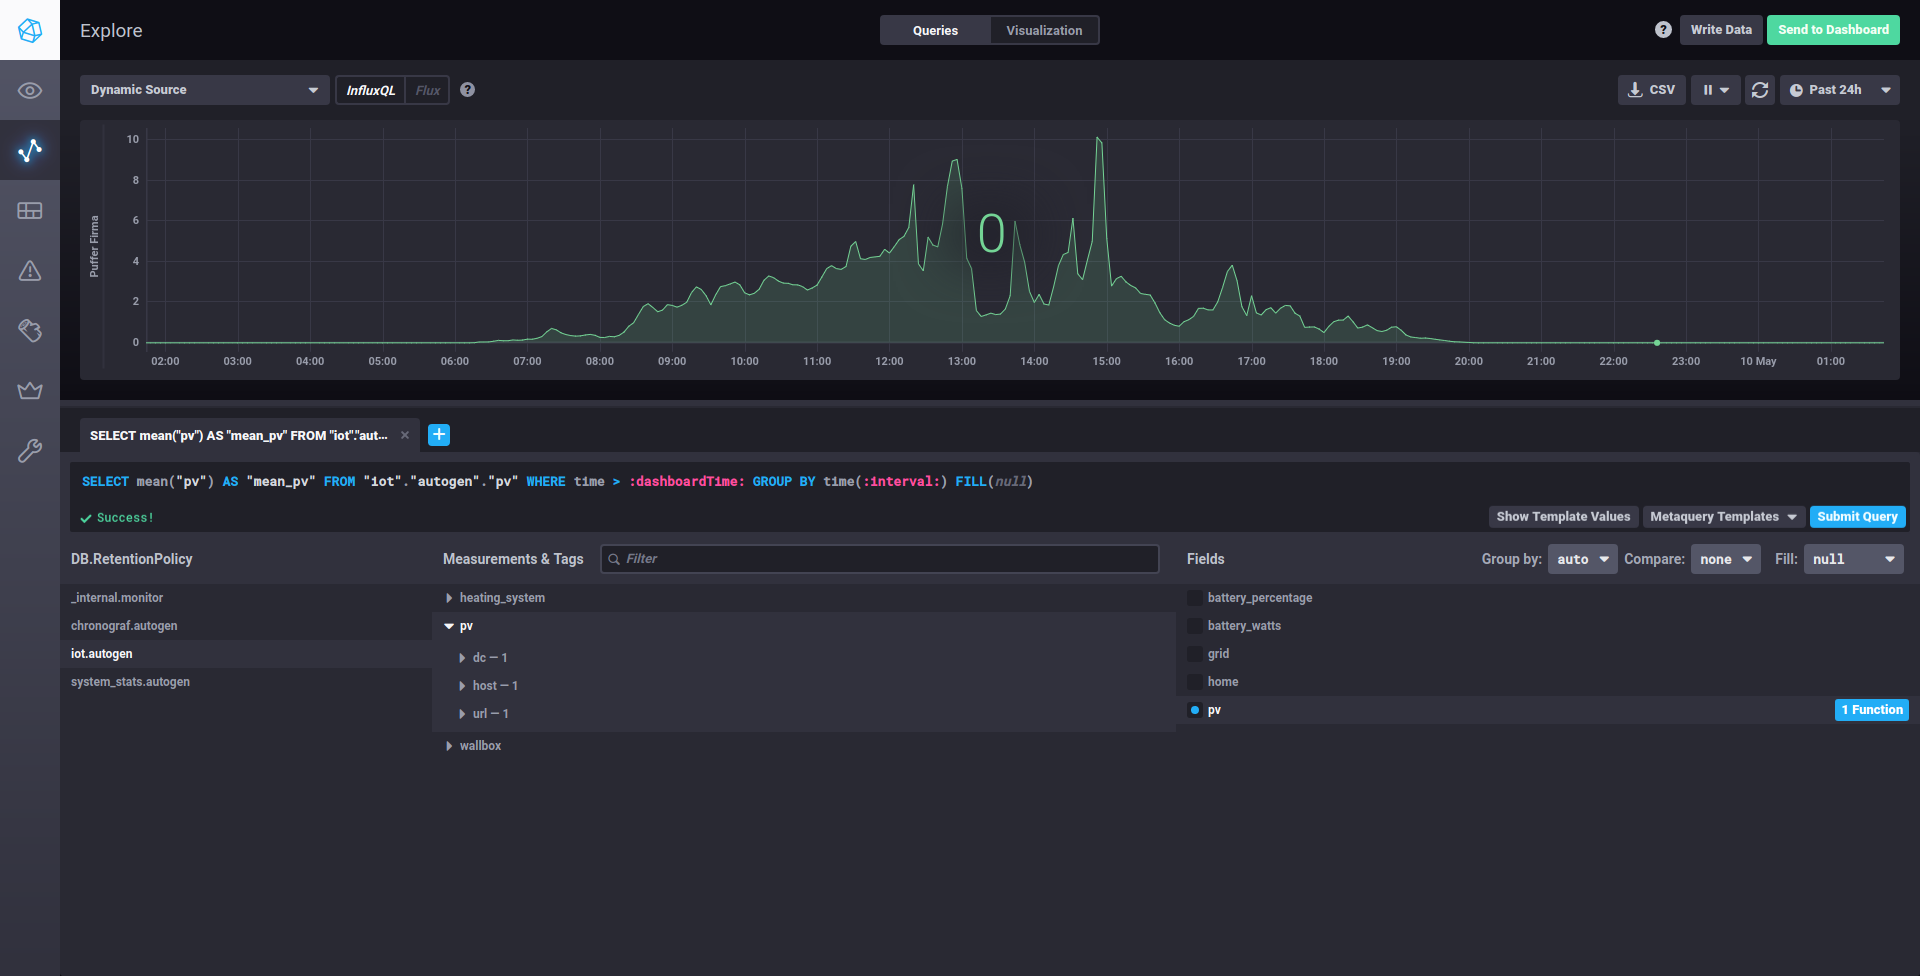 Explore
Queries
Visualization
?
Write Data
Send to Dashboard
Dynamic Source
InfluxQL
Flux
?
CSV
Past 24h
Puffer Firma
10
8
6
4
2
0
0
02:00 03:00 04:00 05:00 06:00 07:00 08:00 09:00 10:00 11:00 12:00 13:00 14:00 15:00 16:00 17:00 18:00 19:00 20:00 21:00 22:00 23:00 10 May 01:00
SELECT mean("pv") AS "mean_pv" FROM "iot"."aut...
SELECT mean("pv") AS "mean_pv" FROM "iot"."autogen"."pv" WHERE time > :dashboardTime: GROUP BY time(:interval:) FILL(null)
Success!
Show Template Values
Metaquery Templates
Submit Query
DB.RetentionPolicy
_internal.monitor
chronograf.autogen
iot.autogen
system_stats.autogen
Measurements & Tags
Filter
heating_system
pv
dc — 1
host — 1
url — 1
wallbox
Fields
Group by: auto
Compare: none
Fill: null
battery_percentage
battery_watts
grid
home
pv
1 Function